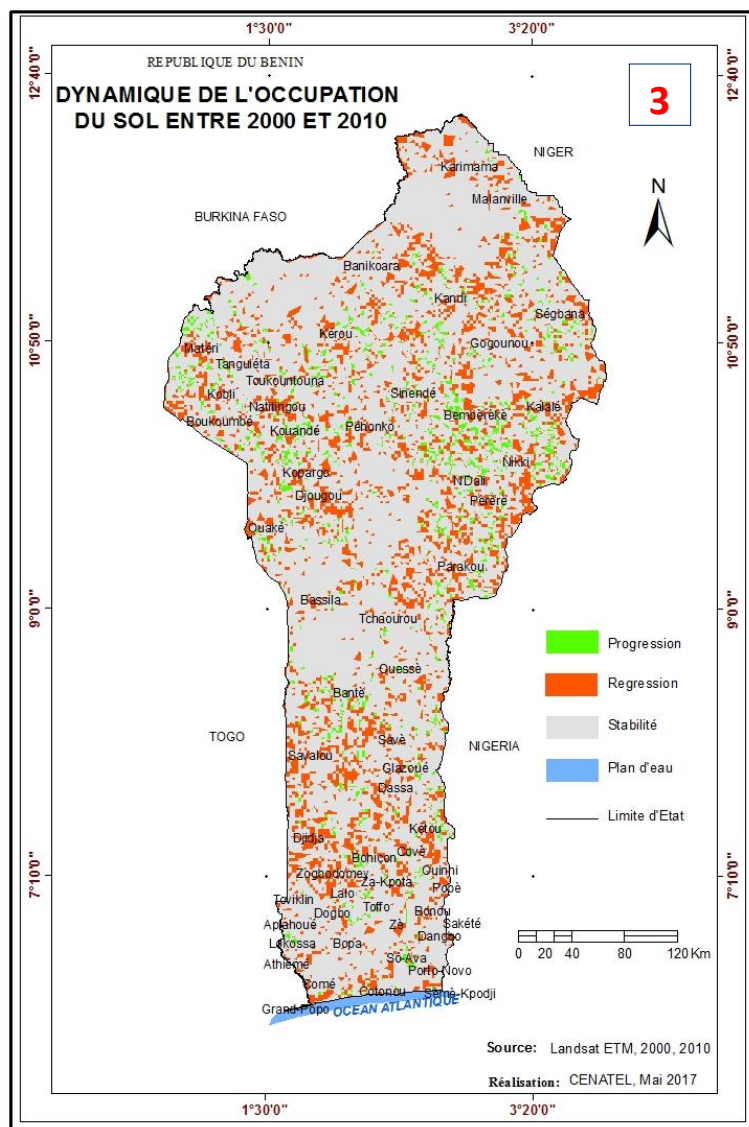 1°30'0"
3°20'0"
12°40'0"
12°40'0"
REPUBLIQUE DU BENIN
DYNAMIQUE DE L'OCCUPATION
DU SOL ENTRE 2000 ET 2010
3
NIGER
Karimama
Malanville
N
BURKINA FASO
Banikoara
Kandi
Ségbana
10°50'0"
10°50'0"
Kérou
Gogounou
Matéri
Tanguiéta
Toukountouna
Sinendé
Kobli
Natitingou
Bembèrèkè
Kalalé
Boukoumbé
Kouandé
Péhonko
Nikki
Kopargo
N'Dali
Djougou
Pèrèrè
Ouaké
Parakou
Bassila
9°0'0"
9°0'0"
Tchaourou
Progression
Ouessè
Regression
Bantè
Stabilité
TOGO
Savè
NIGERIA
Savalou
Glazoué
Plan d'eau
Dassa
Limite d'Etat
Kétou
Djidja
Covè
Bohiçon
7°10'0"
7°10'0"
Zogbodomey
Ouinhi
Za-Kpota
Pobè
Lalo
Toviklin
Toffo
Dogbo
Bonou
Aplahoué
Zè
Sakété
Dangbo
Lokossa
Bopa
0 20 40 80 120 Km
Athiémé
Sô-Ava
Porto-Novo
Comé
Cotonou
Sèmè-Kpodji
Grand-Popo
OCEAN ATLANTIQUE
Source: Landsat ETM, 2000, 2010
Réalisation: CENATEL, Mai 2017
1°30'0"
3°20'0"